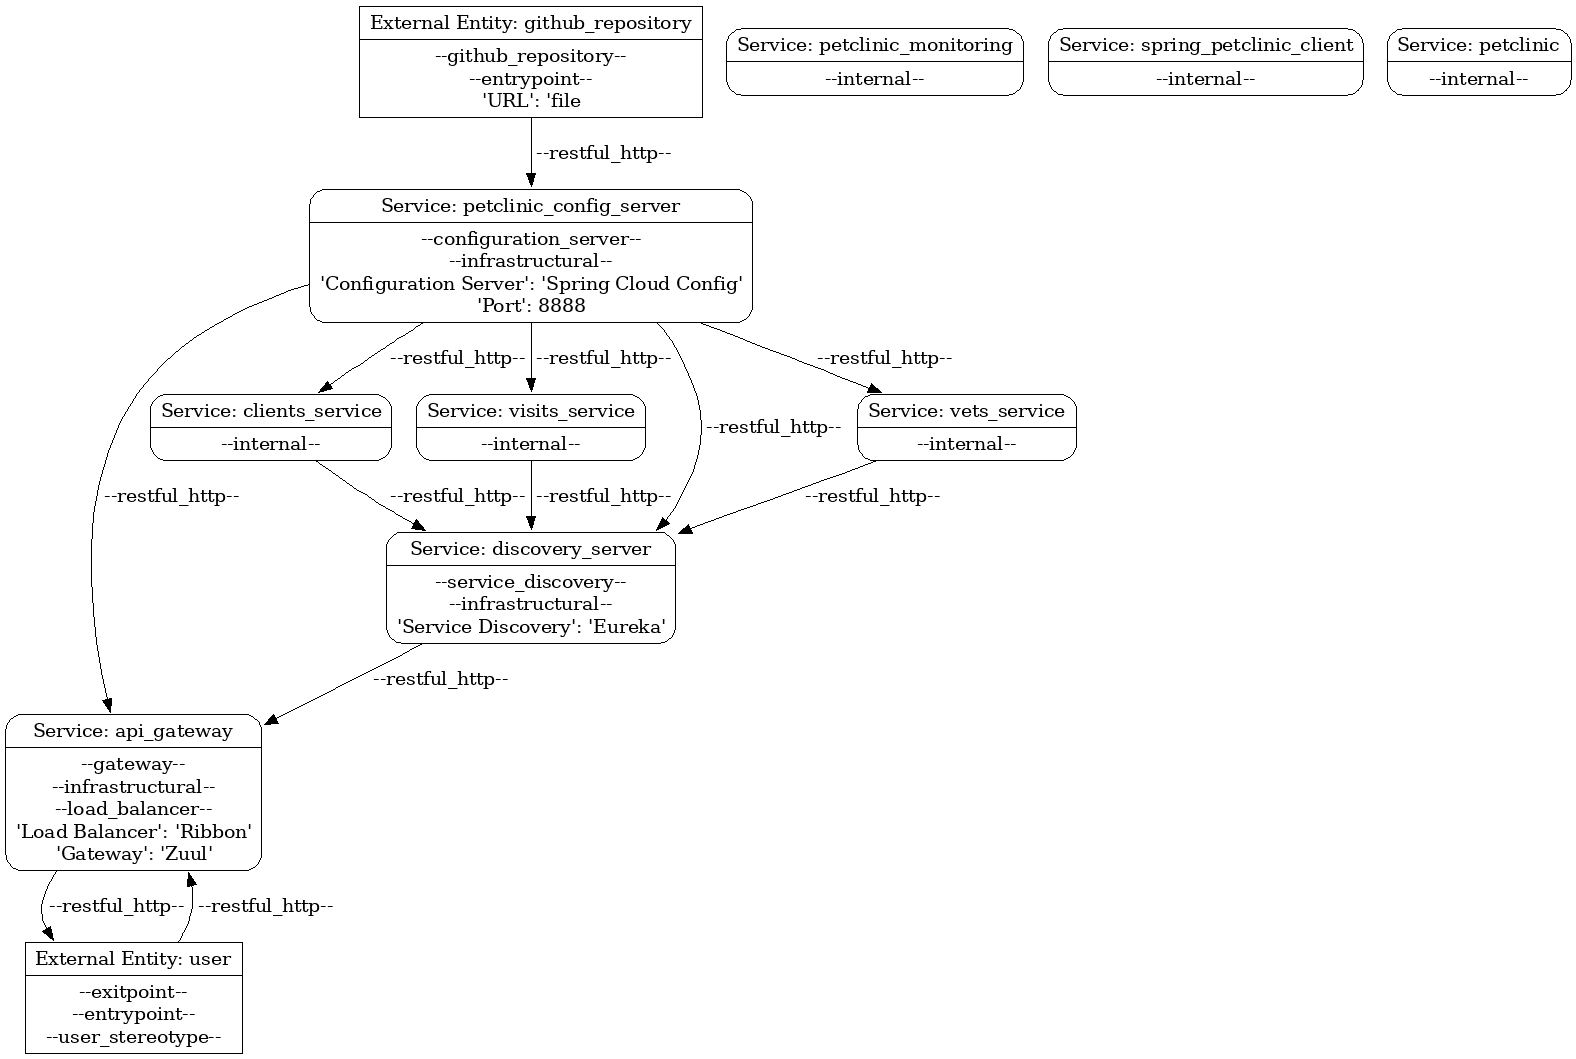 External Entity: github_repository
--github_repository--
--entrypoint--
'URL': 'file
Service: petclinic_monitoring
--internal--
Service: spring_petclinic_client
--internal--
Service: petclinic
--internal--
--restful_http--
Service: petclinic_config_server
--configuration_server--
--infrastructural--
'Configuration Server': 'Spring Cloud Config'
'Port': 8888
--restful_http--
--restful_http--
--restful_http--
Service: clients_service
--internal--
Service: visits_service
--internal--
--restful_http--
Service: vets_service
--internal--
--restful_http--
--restful_http--
--restful_http--
--restful_http--
Service: discovery_server
--service_discovery--
--infrastructural--
'Service Discovery': 'Eureka'
--restful_http--
Service: api_gateway
--gateway--
--infrastructural--
--load_balancer--
'Load Balancer': 'Ribbon'
'Gateway': 'Zuul'
--restful_http--
--restful_http--
External Entity: user
--exitpoint--
--entrypoint--
--user_stereotype--